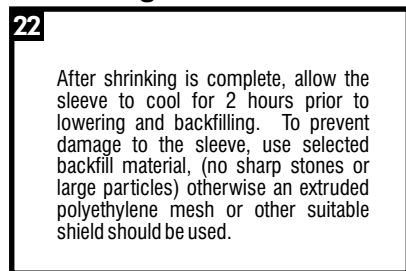 22
After shrinking is complete, allow the
sleeve to cool for 2 hours prior to
lowering and backfilling. To prevent
damage to the sleeve, use selected
backfill material, (no sharp stones or
large particles) otherwise an extruded
polyethylene mesh or other suitable
shield should be used.